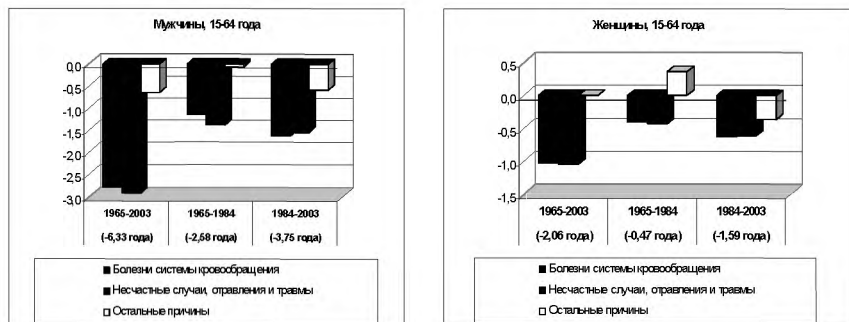 Мужчины, 15-64 года
0,0
-0,5
-1,0
-1,5
-2,0
-2,5
-3,0
1965-2003 1965-1984 1984-2003
(-6,33 года) (-2,58 года) (-3,75 года)
Болезни системы кровообращения
Несчастные случаи, отравления и травмы
Остальные причины
Женщины, 15-64 года
0,5
0,0
-0,5
-1,0
-1,5
1965-2003 1965-1984 1984-2003
(-2,06 года) (-0,47 года) (-1,59 года)
Болезни системы кровообращения
Несчастные случаи, отравления и травмы
Остальные причины